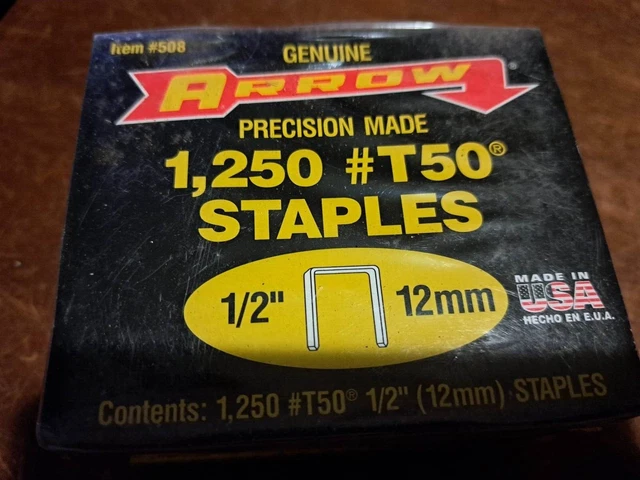 Item #508
GENUINE
ARROW®
PRECISION MADE
1,250 #T50®
STAPLES
1/2" 12mm
MADE IN
USA
HECHO EN E.U.A.
Contents: 1,250 #T50® 1/2" (12mm) STAPLES